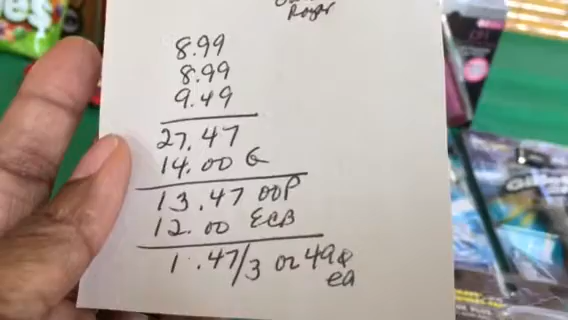 8.99
8.99
9.49
27.47
14.00 G
13.47 OOP
12.00 ECB
1.47/3 or 49¢
ea